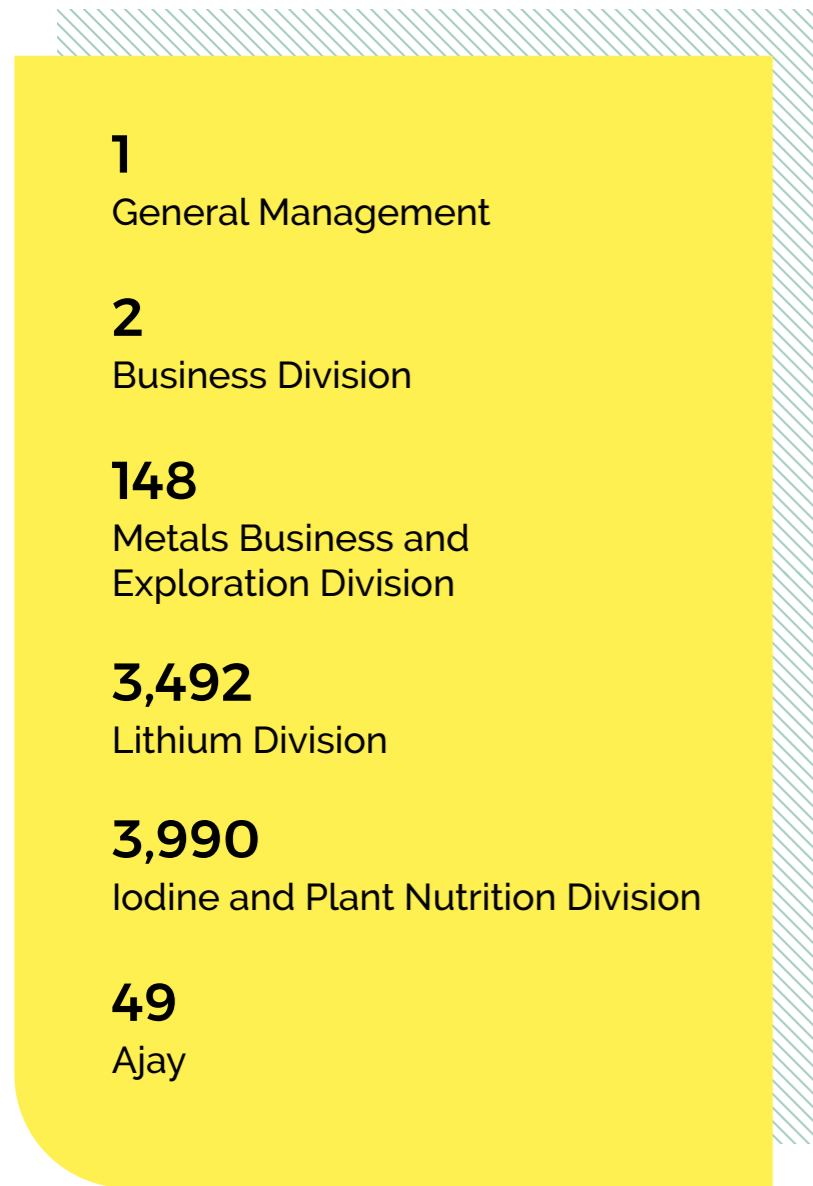 1
General Management
2
Business Division
148
Metals Business and
Exploration Division
3,492
Lithium Division
3,990
Iodine and Plant Nutrition Division
49
Ajay